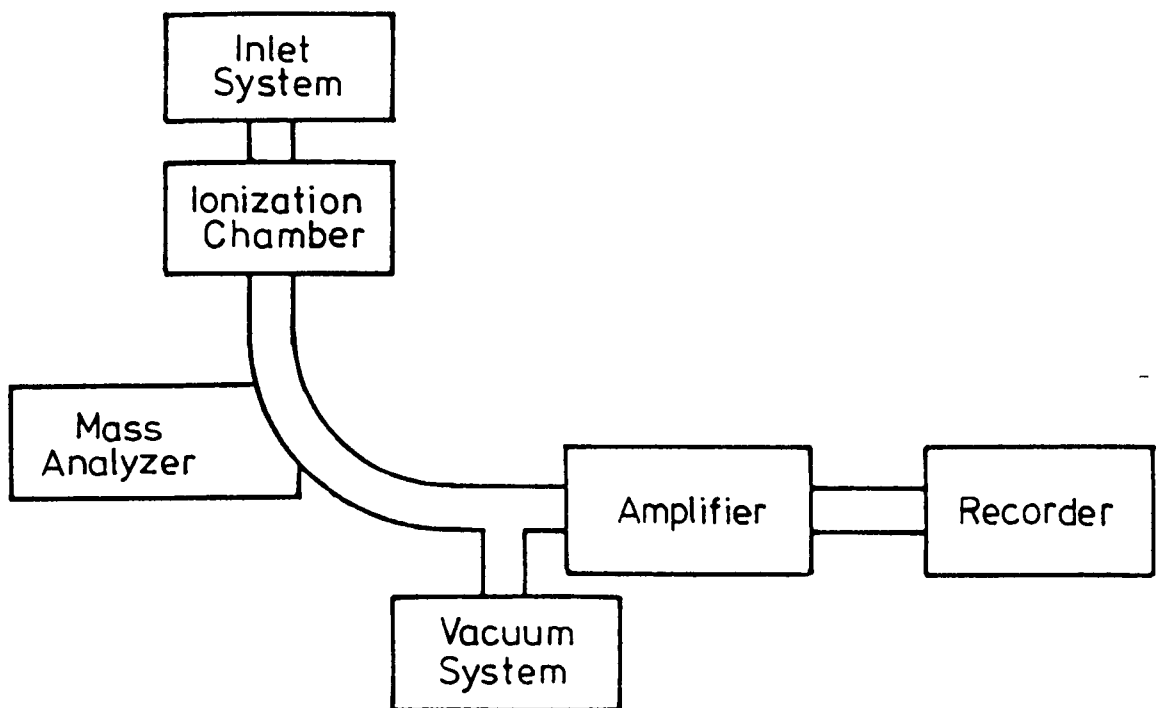 Inlet
System
Ionization
Chamber
Mass
Analyzer
Amplifier
Recorder
Vacuum
System